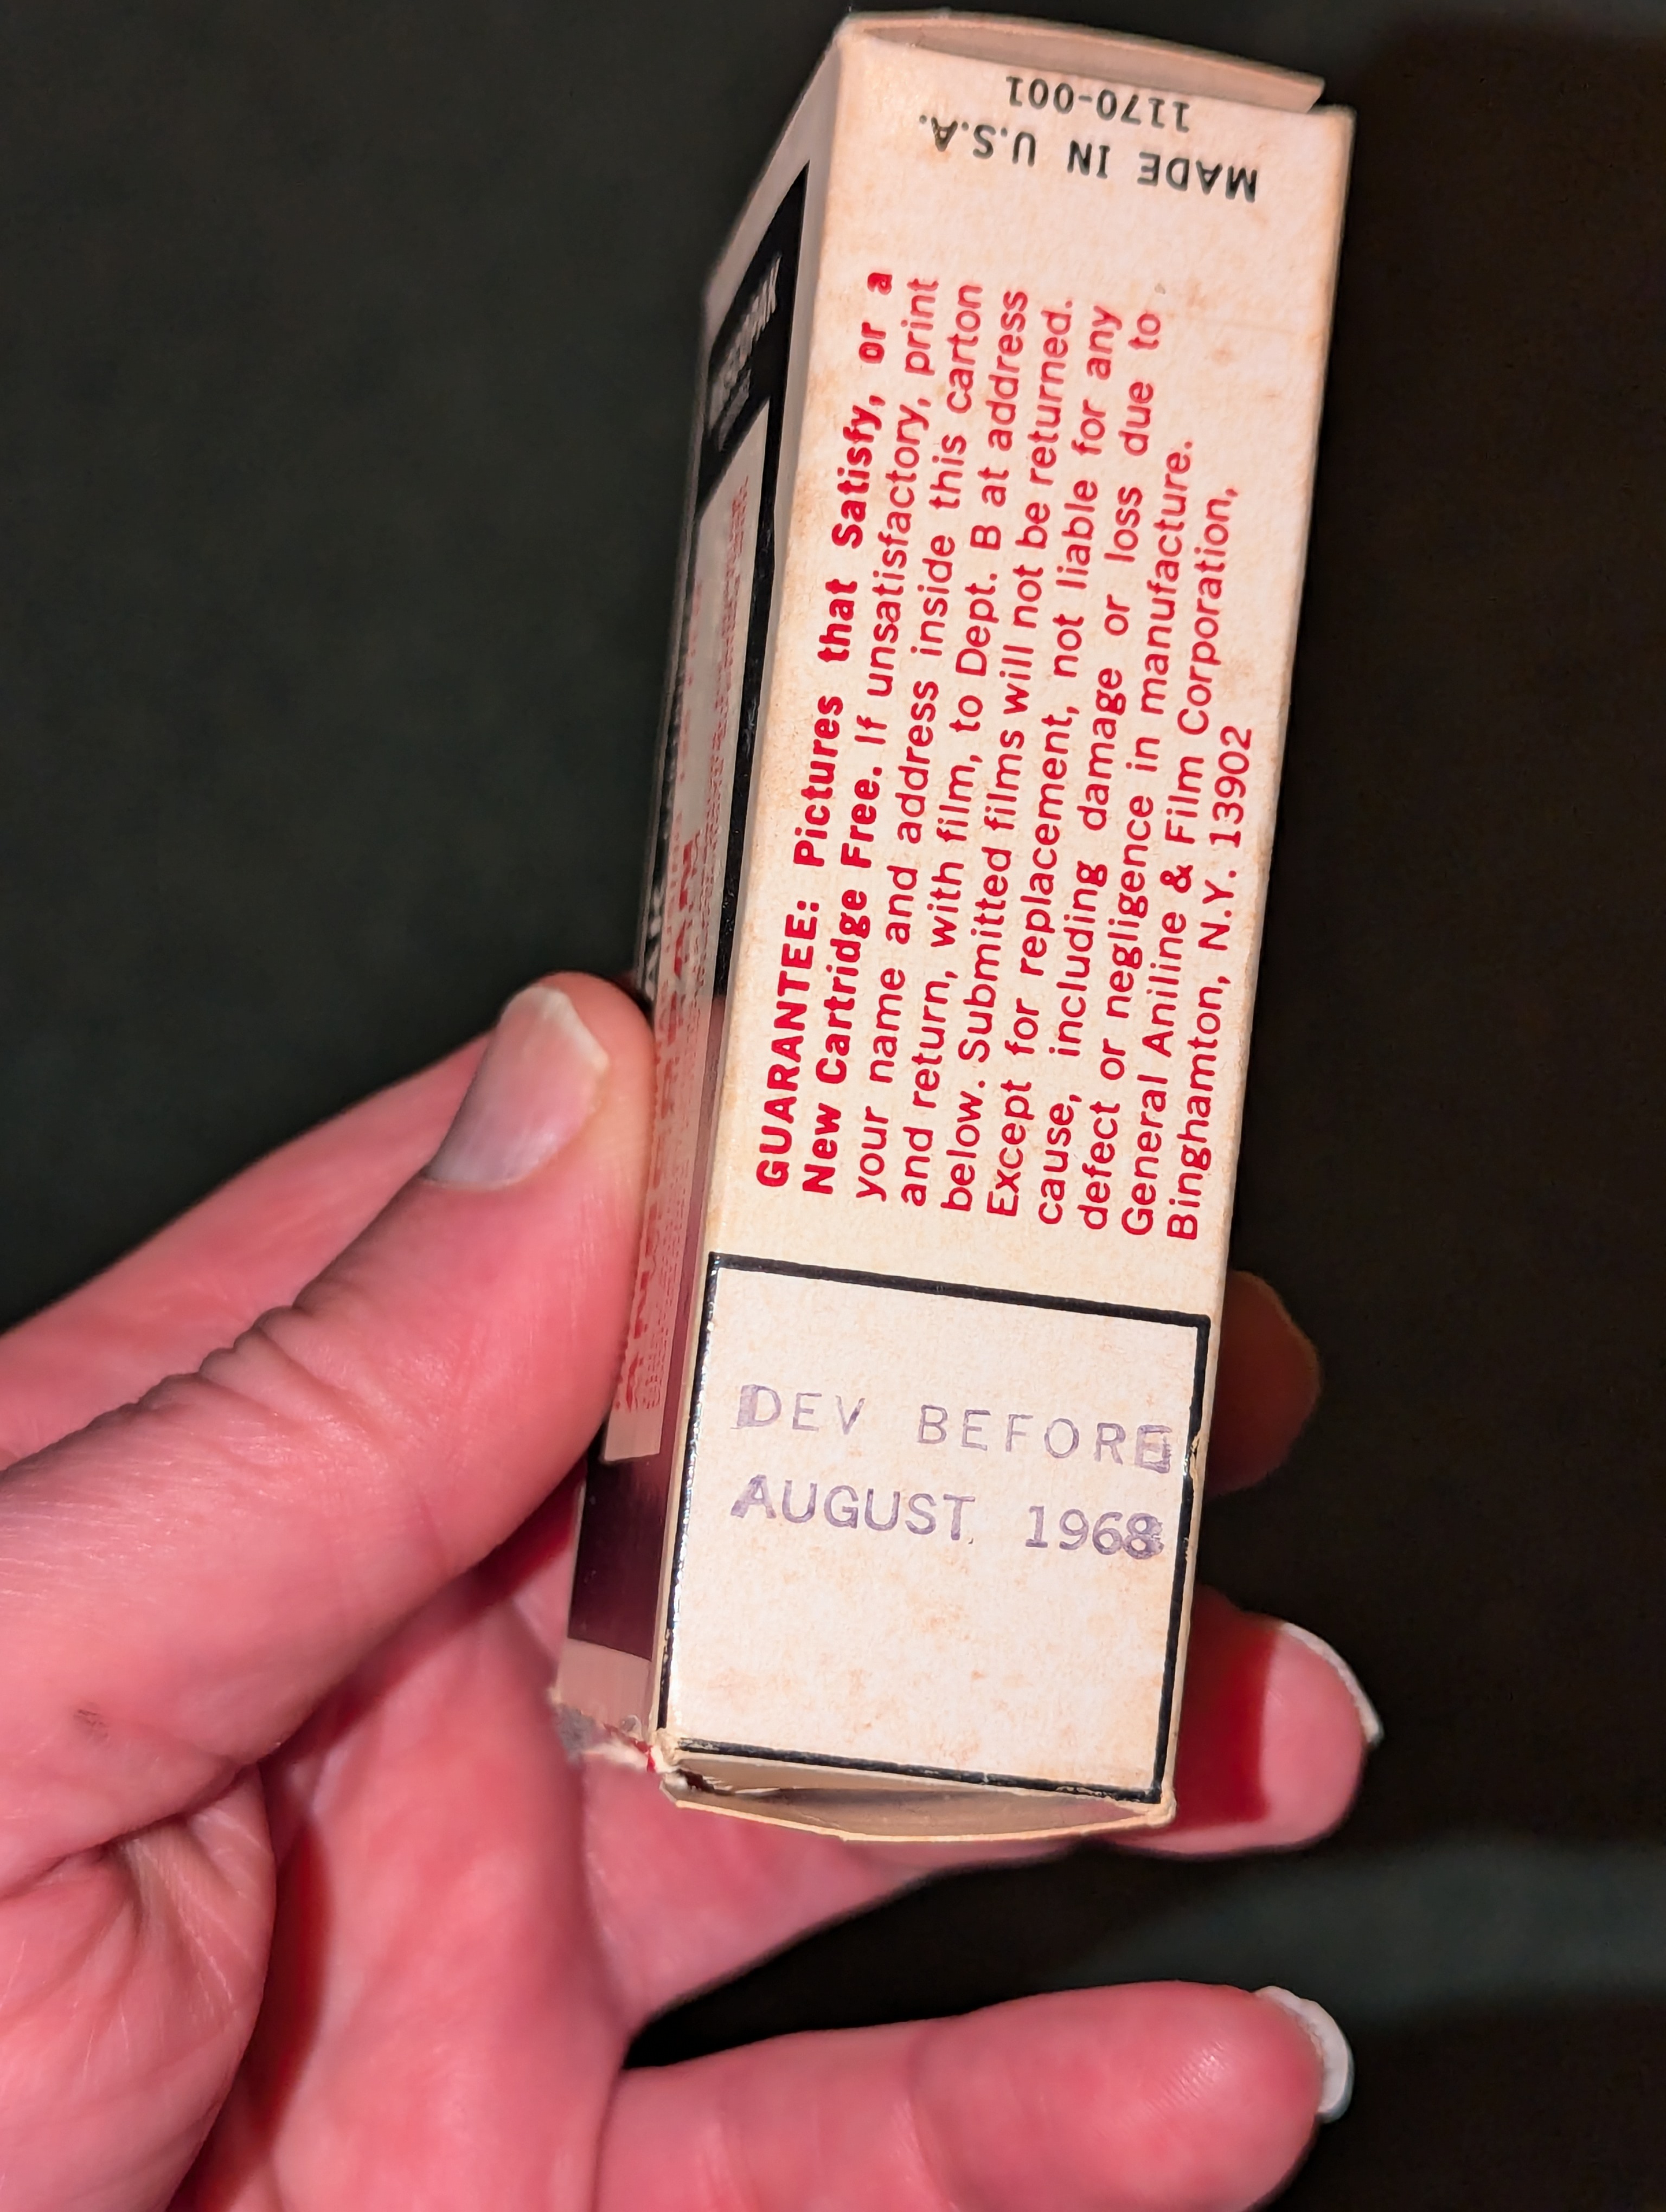 MADE IN U.S.A.
1170-001
GUARANTEE: Pictures that Satisfy, or a
New Cartridge Free. If unsatisfactory, print
your name and address inside this carton
and return, with film, to Dept. B at address
below. Submitted films will not be returned.
Except for replacement, not liable for any
cause, including damage or loss due to
defect or negligence in manufacture.
General Aniline & Film Corporation,
Binghamton, N.Y. 13902
DEV BEFORE
AUGUST 1968